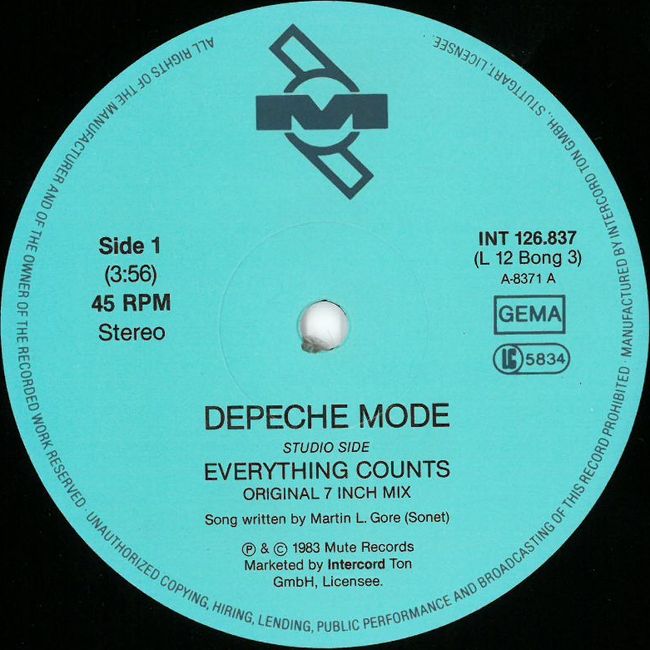 ALL RIGHTS OF THE MANUFACTURER AND OF THE OWNER OF THE RECORDED WORK RESERVED · UNAUTHORIZED COPYING, HIRING, LENDING, PUBLIC PERFORMANCE AND BROADCASTING OF THIS RECORD PROHIBITED · MANUFACTURED BY INTERCORD TON GMBH, STUTTGART, LICENSEE.
M
Side 1
(3:56)
45 RPM
Stereo
INT 126.837
(L 12 Bong 3)
A-8371 A
GEMA
LC 5834
DEPECHE MODE
STUDIO SIDE
EVERYTHING COUNTS
ORIGINAL 7 INCH MIX
Song written by Martin L. Gore (Sonet)
℗ & © 1983 Mute Records
Marketed by Intercord Ton
GmbH, Licensee.